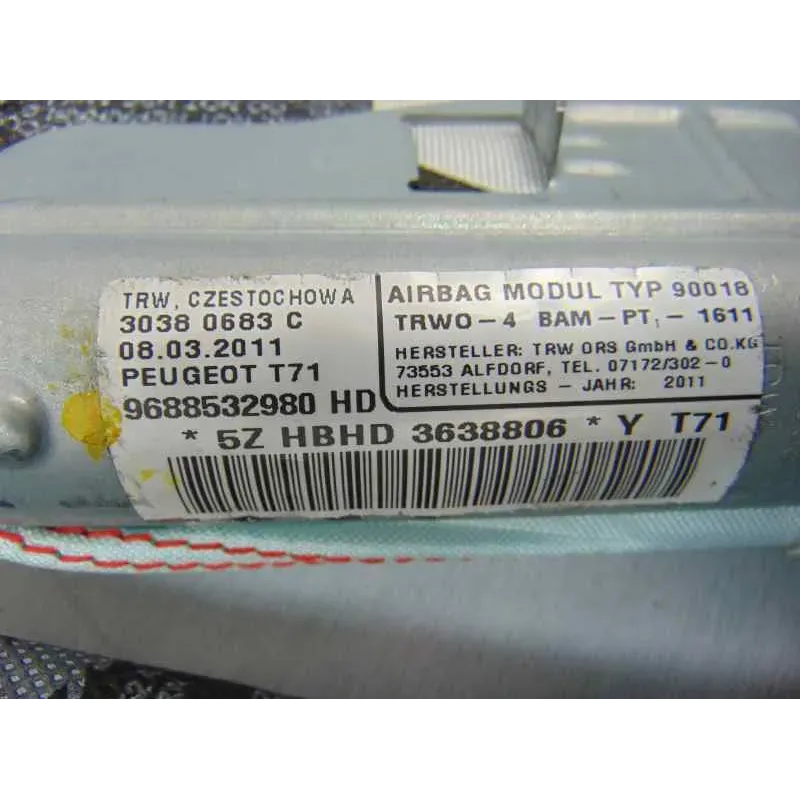 TRW, CZESTOCHOWA
3038 0683 C
08.03.2011
PEUGEOT T71
9688532980 HD
AIRBAG MODUL TYP 90018
TRWO-4 BAM-PT, - 1611
HERSTELLER: TRW ORS GmbH & CO.KG
73553 ALFDORF, TEL. 07172/302-0
HERSTELLUNGS - JAHR: 2011
* 5Z HBHD 3638806 * Y T71